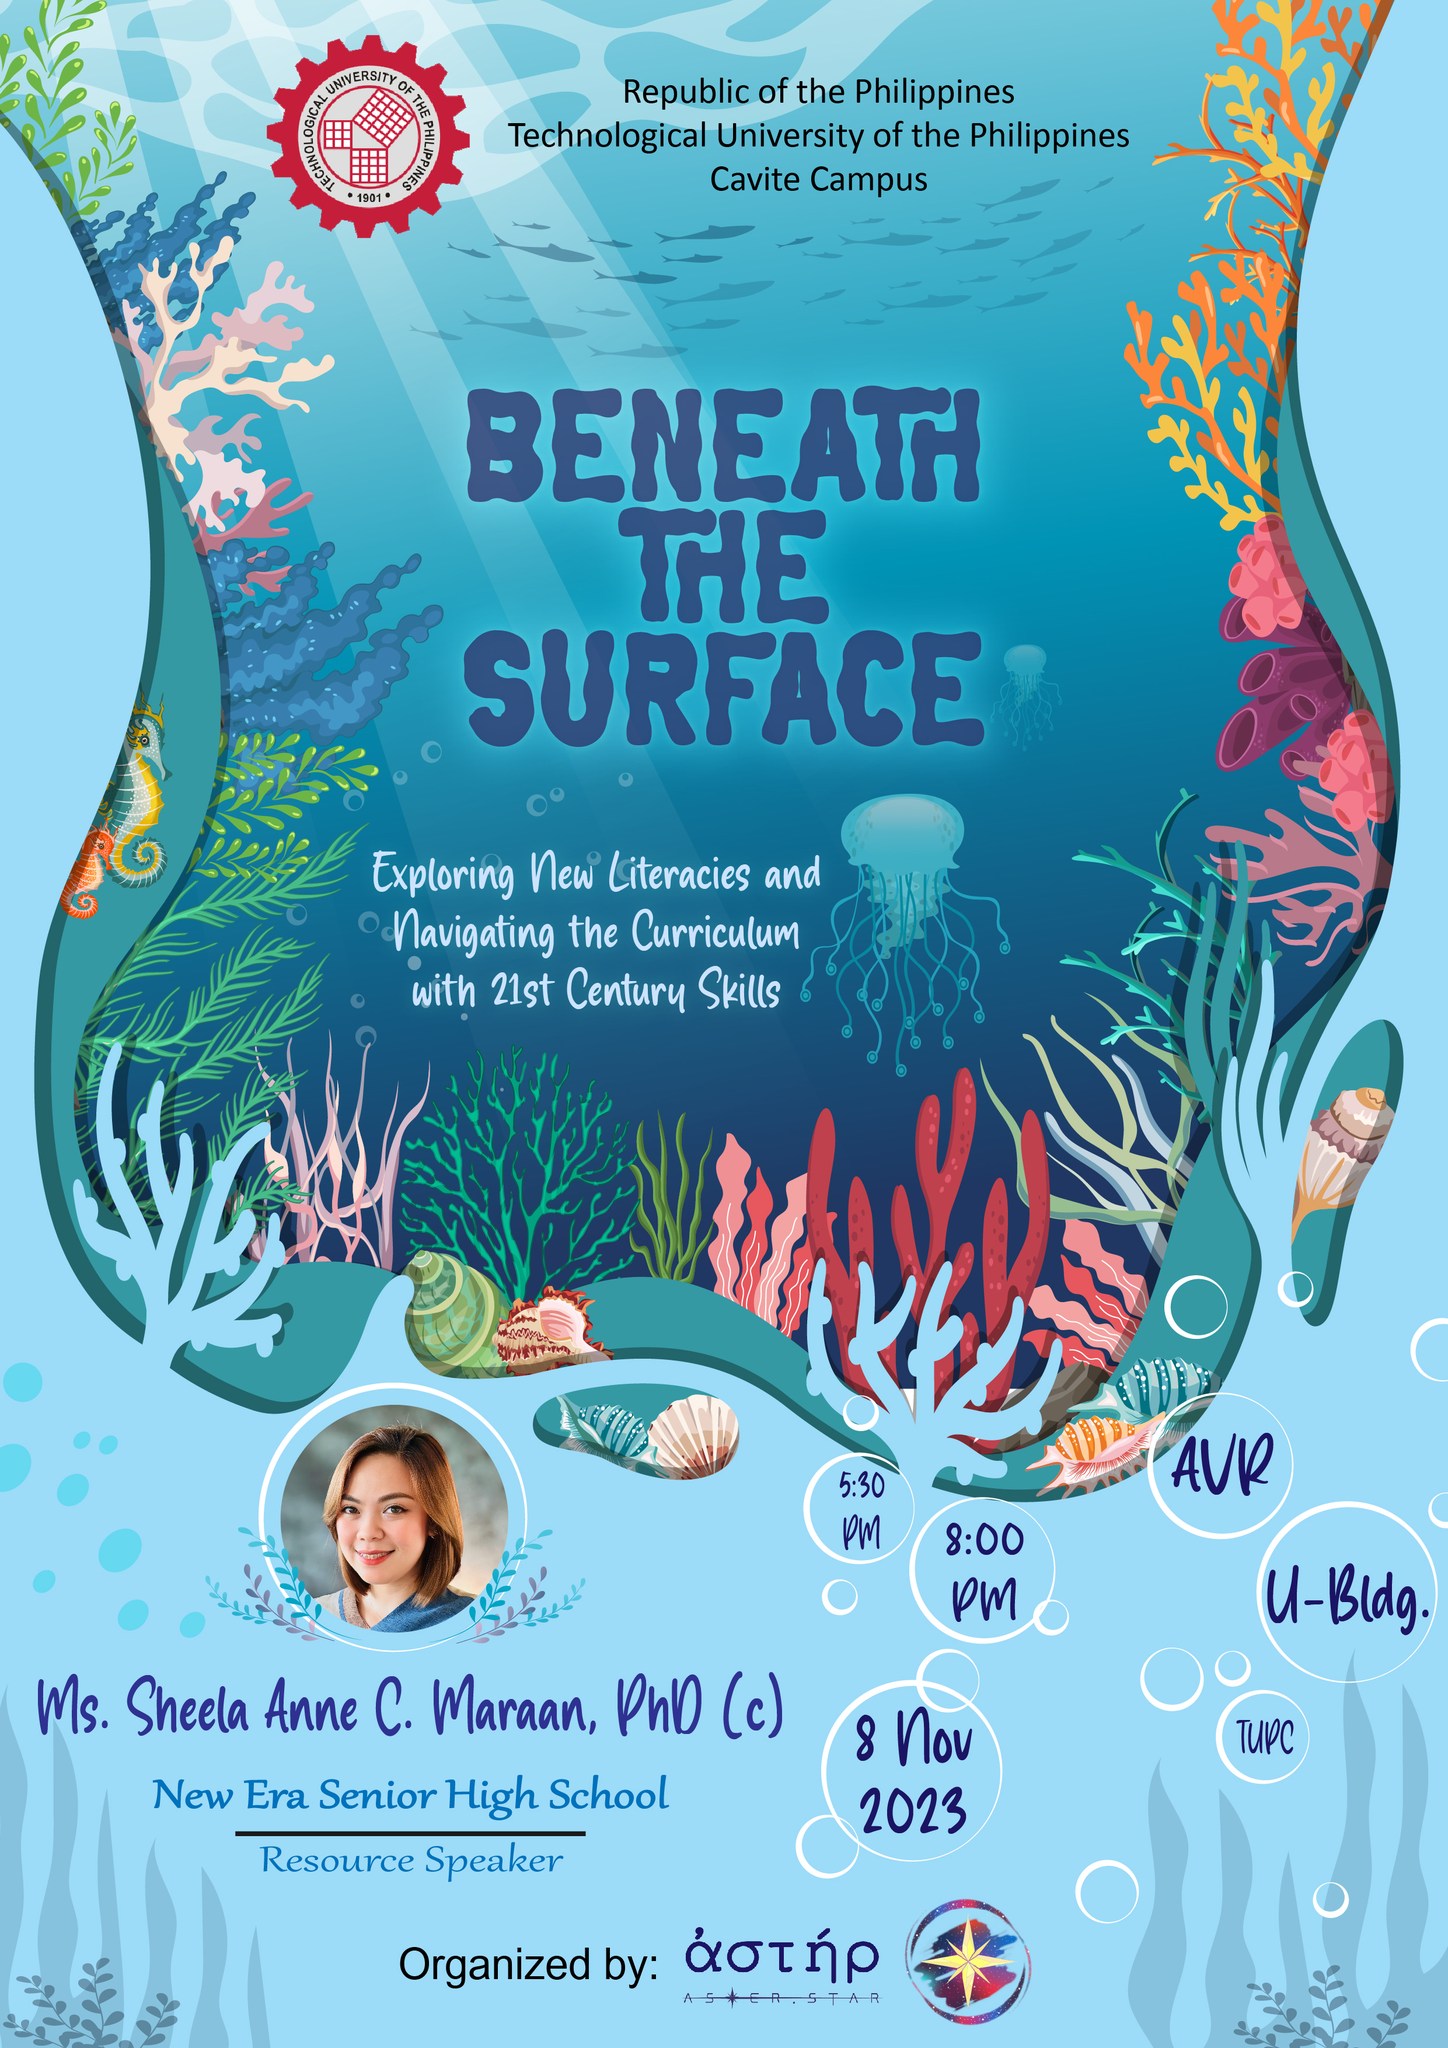 TECHNOLOGICAL UNIVERSITY OF THE PHILIPPINES
• 1901 •
Republic of the Philippines
Technological University of the Philippines
Cavite Campus
BENEATH
THE
SURFACE
Exploring New Literacies and
Navigating the Curriculum
with 21st Century Skills
5:30
PM
8:00
PM
AVR
U-Bldg.
TUPC
8 Nov
2023
Ms. Sheela Anne C. Maraan, PhD (c)
New Era Senior High School
Resource Speaker
Organized by:
ἀστήρ
ASTER.STAR